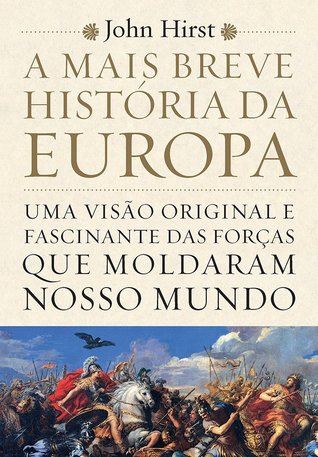 John Hirst
A MAIS BREVE
HISTÓRIA DA
EUROPA
UMA VISÃO ORIGINAL E
FASCINANTE DAS FORÇAS
QUE MOLDARAM
NOSSO MUNDO